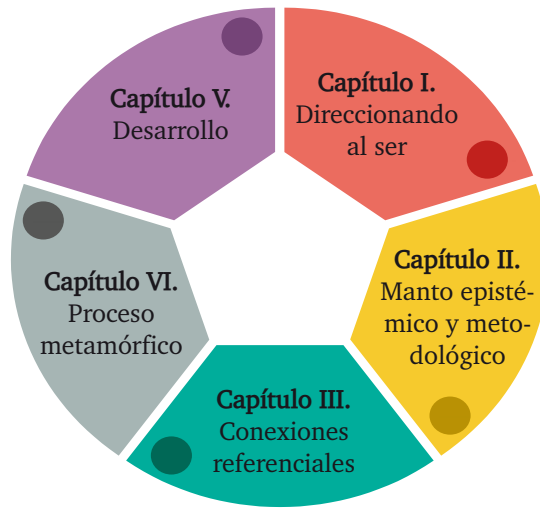 Capítulo I.
Direccionando
al ser
Capítulo II.
Manto episté-
mico y meto-
dológico
Capítulo III.
Conexiones
referenciales
Capítulo VI.
Proceso
metamórfico
Capítulo V.
Desarrollo